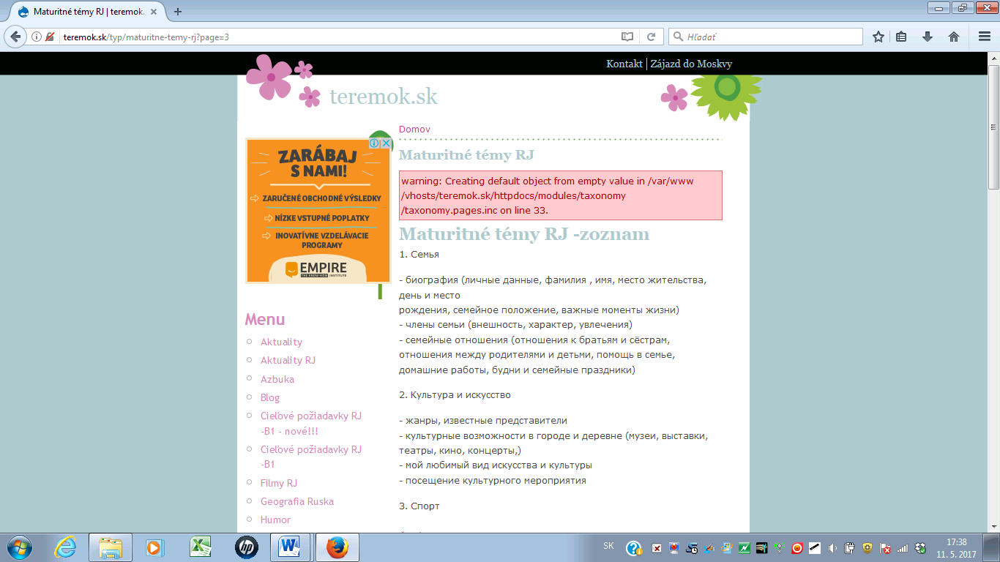 Maturitné témy RJ | teremok.
teremok.sk/typ/maturitne-temy-rj?page=3
Hľadať
Kontakt | Zájazd do Moskvy
teremok.sk
ZARÁBAJ
S NAMI!
ZARUČENÉ OBCHODNÉ VÝSLEDKY
NÍZKE VSTUPNÉ POPLATKY
INOVATÍVNE VZDELÁVACIE
PROGRAMY
EMPIRE
THE KNOW-HOW INSTITUTE
Menu
Aktuality
Aktuality RJ
Azbuka
Blog
Cieľové požiadavky RJ
-B1 - nové!!!
Cieľové požiadavky RJ
-B1
Filmy RJ
Geografia Ruska
Humor
Domov
Maturitné témy RJ
warning: Creating default object from empty value in /var/www
/vhosts/teremok.sk/httpdocs/modules/taxonomy
/taxonomy.pages.inc on line 33.
Maturitné témy RJ -zoznam
1. Семья
- биография (личные данные, фамилия , имя, место жительства,
день и место
рождения, семейное положение, важные моменты жизни)
- члены семьи (внешность, характер, увлечения)
- семейные отношения (отношения к братьям и сёстрам,
отношения между родителями и детьми, помощь в семье,
домашние работы, будни и семейные праздники)
2. Культура и искусство
- жанры, известные представители
- культурные возможности в городе и деревне (музеи, выставки,
театры, кино, концерты,)
- мой любимый вид искусства и культуры
- посещение культурного мероприятия
3. Спорт
SK
17:38
11. 5. 2017